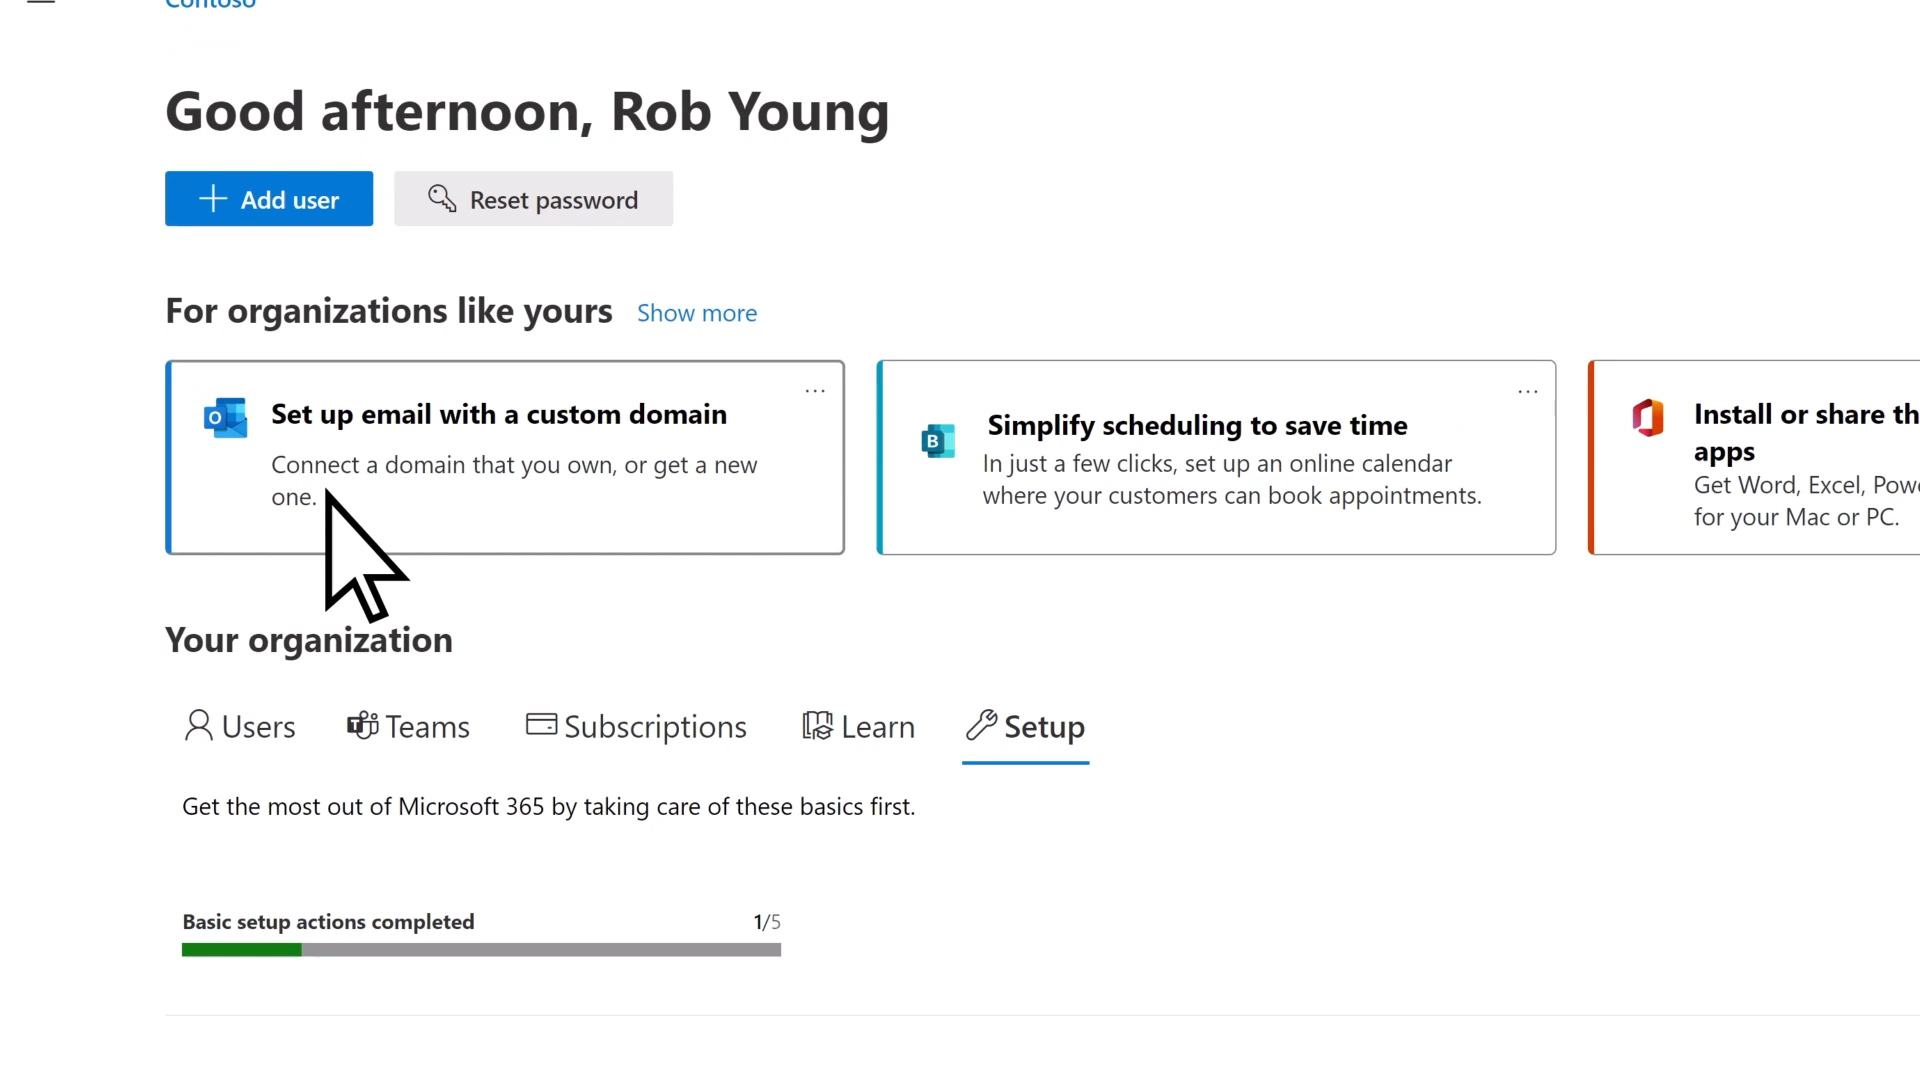 Contoso
Good afternoon, Rob Young
Add user
Reset password
For organizations like yours
Show more
Set up email with a custom domain
Connect a domain that you own, or get a new
one.
Simplify scheduling to save time
In just a few clicks, set up an online calendar
where your customers can book appointments.
Install or share th
apps
Get Word, Excel, Powe
for your Mac or PC.
Your organization
Users
Teams
Subscriptions
Learn
Setup
Get the most out of Microsoft 365 by taking care of these basics first.
Basic setup actions completed
1/5